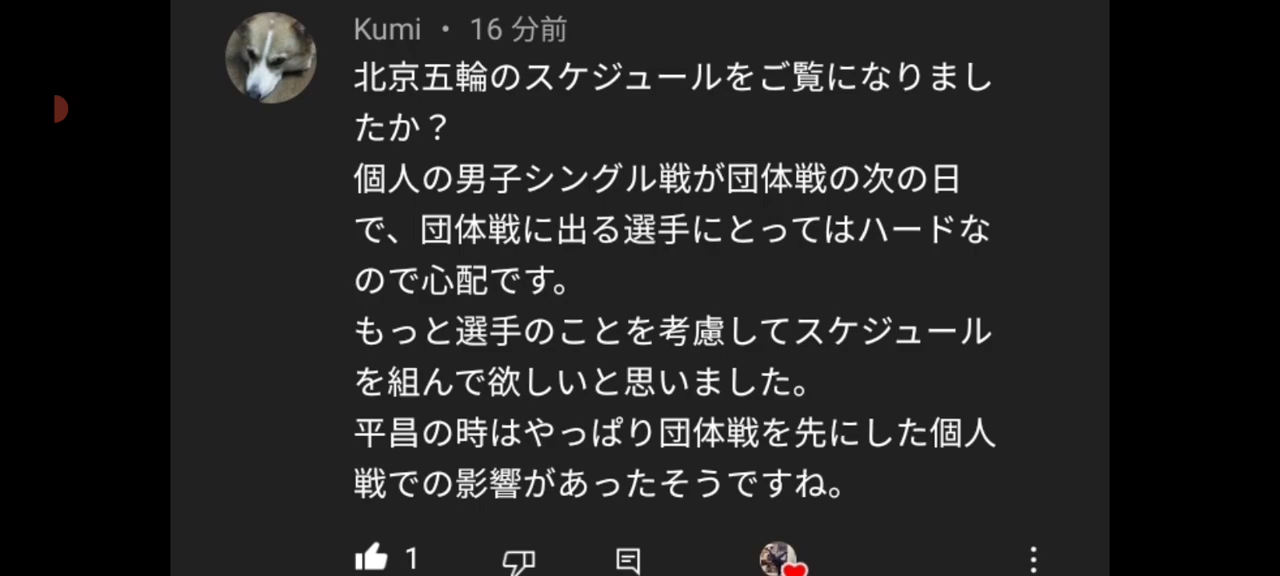 Kumi • 16 分前
北京五輪のスケジュールをご覧になりまし
たか？
個人の男子シングル戦が団体戦の次の日
で、団体戦に出る選手にとってはハードな
ので心配です。
もっと選手のことを考慮してスケジュール
を組んで欲しいと思いました。
平昌の時はやっぱり団体戦を先にした個人
戦での影響があったそうですね。
1